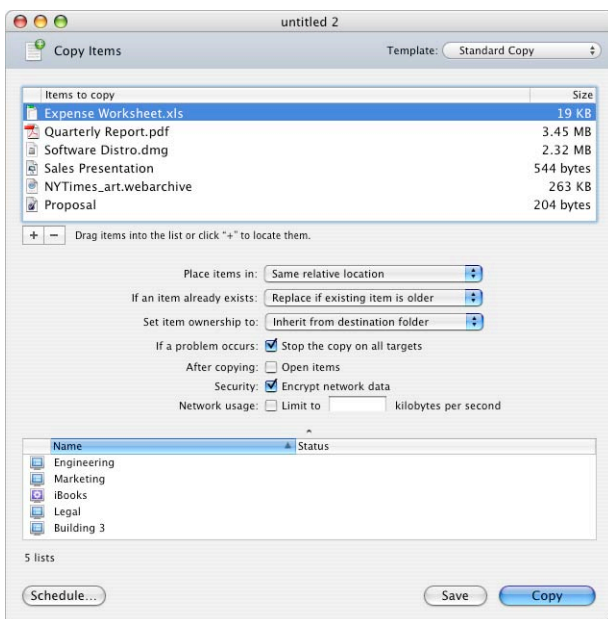 untitled 2
Copy Items Template: Standard Copy
Items to copy Size
Expense Worksheet.xls 19 KB
Quarterly Report.pdf 3.45 MB
Software Distro.dmg 2.32 MB
Sales Presentation 544 bytes
NYTimes_art.webarchive 263 KB
Proposal 204 bytes
+ − Drag items into the list or click “+” to locate them.
Place items in: Same relative location
If an item already exists: Replace if existing item is older
Set item ownership to: Inherit from destination folder
If a problem occurs: Stop the copy on all targets
After copying: Open items
Security: Encrypt network data
Network usage: Limit to kilobytes per second
Name Status
Engineering
Marketing
iBooks
Legal
Building 3
5 lists
Schedule... Save Copy